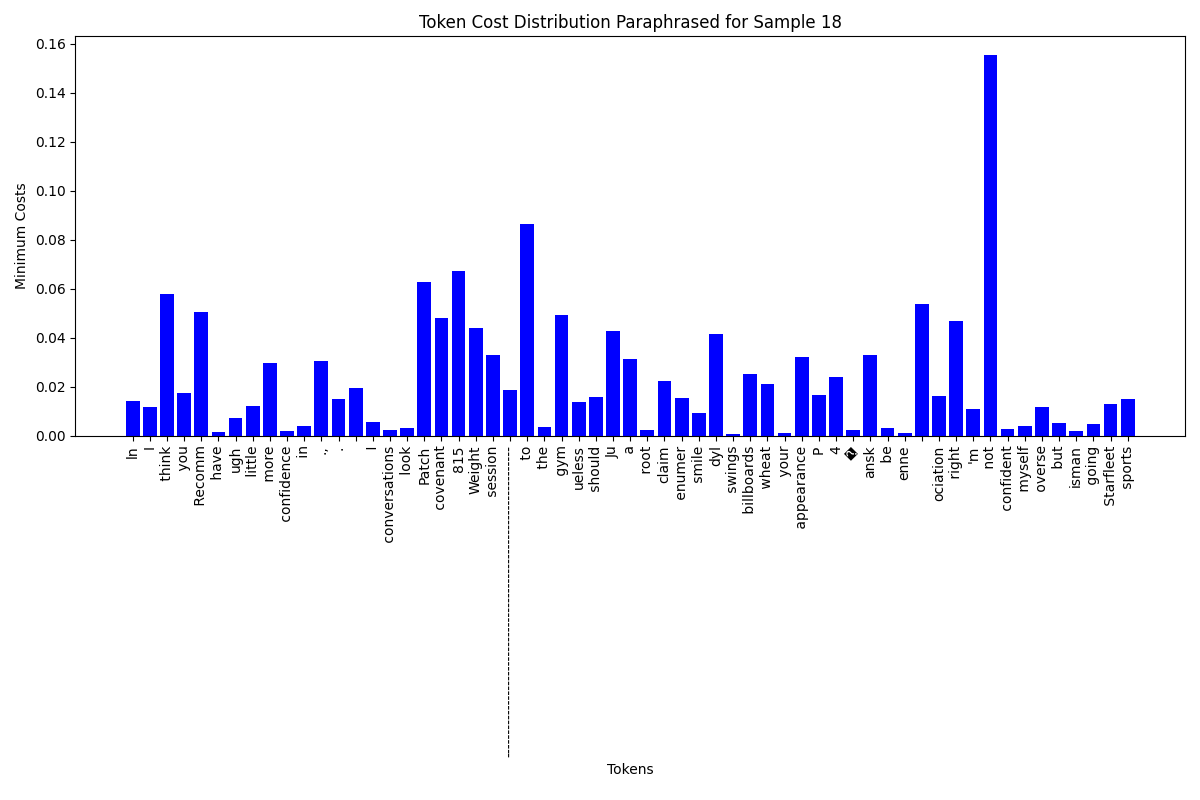 Token Cost Distribution Paraphrased for Sample 18
Minimum Costs
0.16
0.14
0.12
0.10
0.08
0.06
0.04
0.02
0.00
In
I
think
you
Recomm
have
ugh
little
more
confidence
in
.,
.
I
conversations
look
Patch
covenant
815
Weight
session
----------------------------------------------------------------
to
the
gym
ueless
should
Ju
a
root
claim
enumer
smile
dyl
swings
billboards
wheat
your
appearance
P
4
�
ansk
be
enne
ociation
right
'm
not
confident
myself
overse
but
isman
going
Starfleet
sports
Tokens